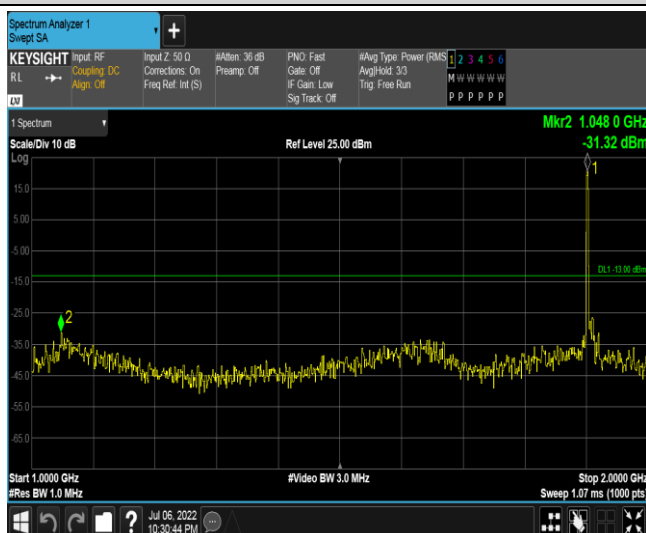 Spectrum Analyzer 1
Swept SA
+
KEYSIGHT
RL
LXI
Input: RF
Coupling: DC
Align: Off
Input Z: 50 Ω
Corrections: On
Freq Ref: Int (S)
#Atten: 36 dB
Preamp: Off
PNO: Fast
Gate: Off
IF Gain: Low
Sig Track: Off
#Avg Type: Power (RMS
Avg|Hold: 3/3
Trig: Free Run
1 2 3 4 5 6
M W W W W W
P P P P P P
1 Spectrum
Mkr2 1.048 0 GHz
Scale/Div 10 dB
Ref Level 25.00 dBm
-31.32 dBm
Log
1
15.0
5.00
-5.00
DL1 -13.00 dBm
-15.0
-25.0
2
-35.0
-45.0
-55.0
-65.0
Start 1.0000 GHz
#Video BW 3.0 MHz
Stop 2.0000 GHz
#Res BW 1.0 MHz
Sweep 1.07 ms (1000 pts)
?
Jul 06, 2022
10:30:44 PM